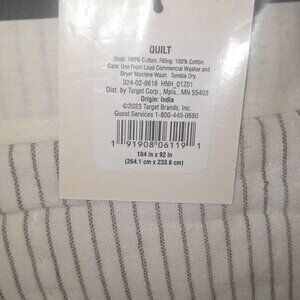 QUILT
Shell: 100% Cotton, Filling: 100% Cotton.
Care: Use Front Load Commercial Washer and
Dryer Machine Wash. Tumble Dry.
324-02-8618 HNH_01Z01
Dist. by Target Corp., Mpls., MN 55403
Origin: India
©2023 Target Brands, Inc.
Guest Services 1-800-440-0680
1 91908 06119 1
104 in x 92 in
(264.1 cm x 233.6 cm)